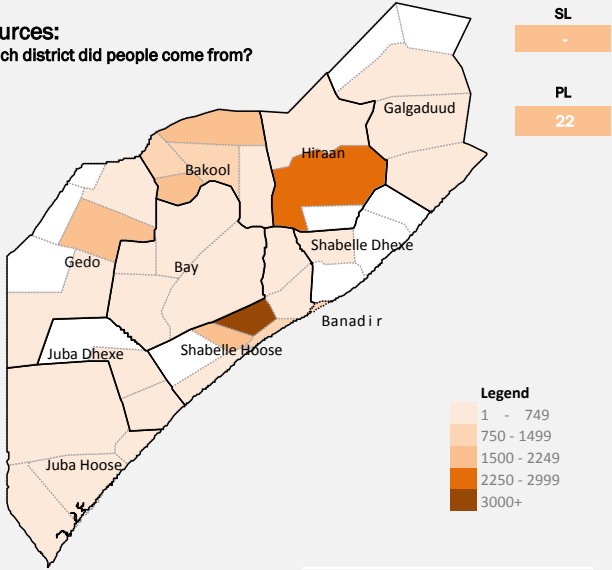 urces:
ch district did people come from?
SL
-
PL
22
Galgaduud
Hiraan
Bakool
Shabelle Dhexe
Gedo
Bay
Banadir
Juba Dhexe
Shabelle Hoose
Juba Hoose
Legend
1 - 749
750 - 1499
1500 - 2249
2250 - 2999
3000+